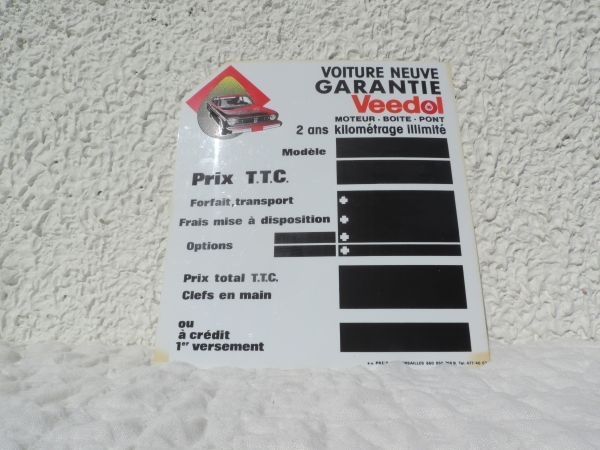 VOITURE NEUVE
GARANTIE
Veedol
MOTEUR · BOITE · PONT
2 ans kilométrage illimité
Modèle
Prix T.T.C.
Forfait, transport
Frais mise à disposition
Options
Prix total T.T.C.
Clefs en main
ou
à crédit
1er versement